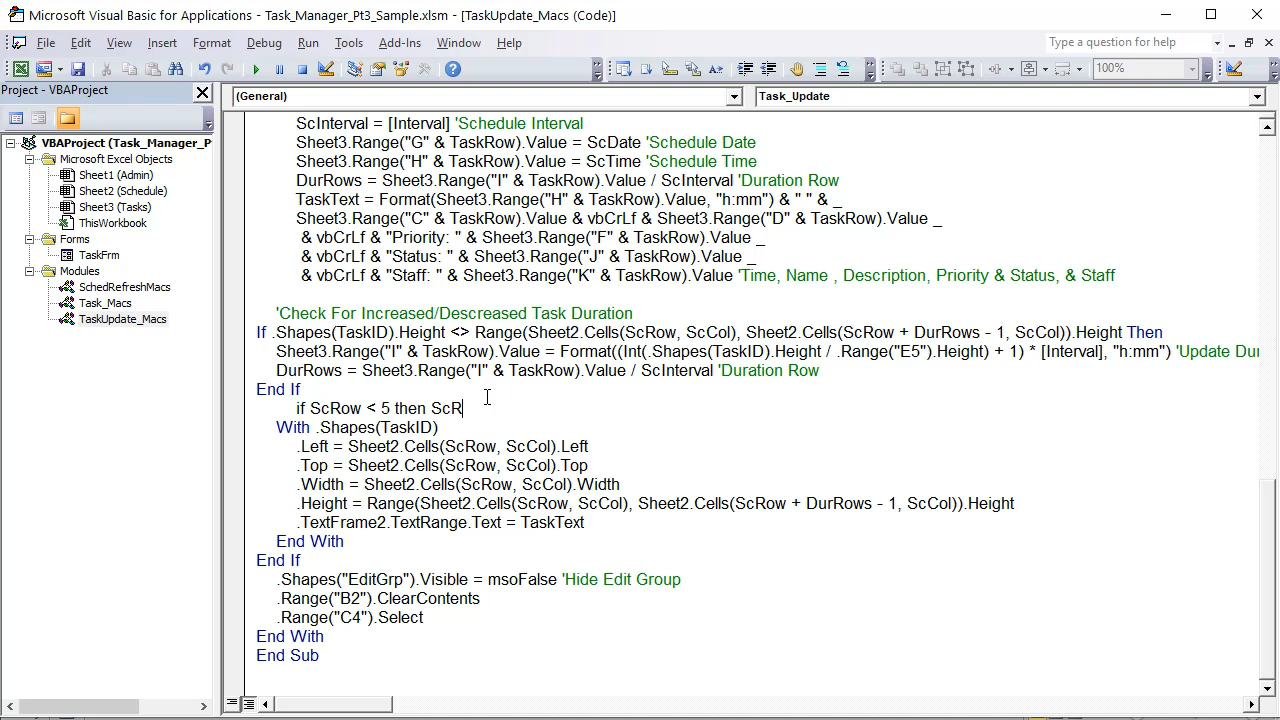 Microsoft Visual Basic for Applications - Task_Manager_Pt3_Sample.xlsm - [TaskUpdate_Macs (Code)]
File Edit View Insert Format Debug Run Tools Add-Ins Window Help Type a question for help
100%
Project - VBAProject
(General) Task_Update
VBAProject (Task_Manager_P
Microsoft Excel Objects
Sheet1 (Admin)
Sheet2 (Schedule)
Sheet3 (Tasks)
ThisWorkbook
Forms
TaskFrm
Modules
SchedRefreshMacs
Task_Macs
TaskUpdate_Macs
ScInterval = [Interval] 'Schedule Interval
Sheet3.Range("G" & TaskRow).Value = ScDate 'Schedule Date
Sheet3.Range("H" & TaskRow).Value = ScTime 'Schedule Time
DurRows = Sheet3.Range("I" & TaskRow).Value / ScInterval 'Duration Row
TaskText = Format(Sheet3.Range("H" & TaskRow).Value, "h:mm") & " " & _
Sheet3.Range("C" & TaskRow).Value & vbCrLf & Sheet3.Range("D" & TaskRow).Value _
& vbCrLf & "Priority: " & Sheet3.Range("F" & TaskRow).Value _
& vbCrLf & "Status: " & Sheet3.Range("J" & TaskRow).Value _
& vbCrLf & "Staff: " & Sheet3.Range("K" & TaskRow).Value 'Time, Name , Description, Priority & Status, & Staff
'Check For Increased/Descreased Task Duration
If .Shapes(TaskID).Height <> Range(Sheet2.Cells(ScRow, ScCol), Sheet2.Cells(ScRow + DurRows - 1, ScCol)).Height Then
Sheet3.Range("I" & TaskRow).Value = Format((Int(.Shapes(TaskID).Height / .Range("E5").Height) + 1) * [Interval], "h:mm") 'Update Dur
DurRows = Sheet3.Range("I" & TaskRow).Value / ScInterval 'Duration Row
End If
if ScRow < 5 then ScR
With .Shapes(TaskID)
.Left = Sheet2.Cells(ScRow, ScCol).Left
.Top = Sheet2.Cells(ScRow, ScCol).Top
.Width = Sheet2.Cells(ScRow, ScCol).Width
.Height = Range(Sheet2.Cells(ScRow, ScCol), Sheet2.Cells(ScRow + DurRows - 1, ScCol)).Height
.TextFrame2.TextRange.Text = TaskText
End With
End If
.Shapes("EditGrp").Visible = msoFalse 'Hide Edit Group
.Range("B2").ClearContents
.Range("C4").Select
End With
End Sub